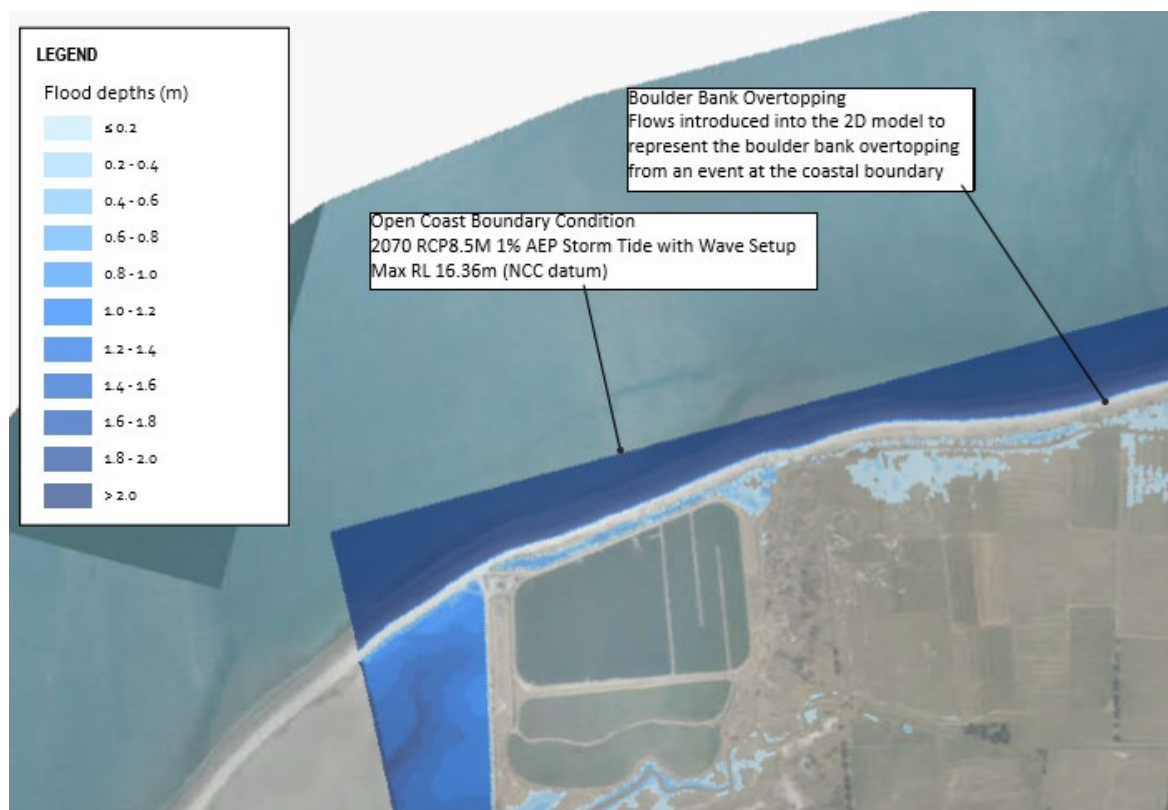 LEGEND
Flood depths (m)
≤ 0.2
0.2 - 0.4
0.4 - 0.6
0.6 - 0.8
0.8 - 1.0
1.0 - 1.2
1.2 - 1.4
1.4 - 1.6
1.6 - 1.8
1.8 - 2.0
> 2.0
Boulder Bank Overtopping
Flows introduced into the 2D model to
represent the boulder bank overtopping
from an event at the coastal boundary
Open Coast Boundary Condition
2070 RCP8.5M 1% AEP Storm Tide with Wave Setup
Max RL 16.36m (NCC datum)